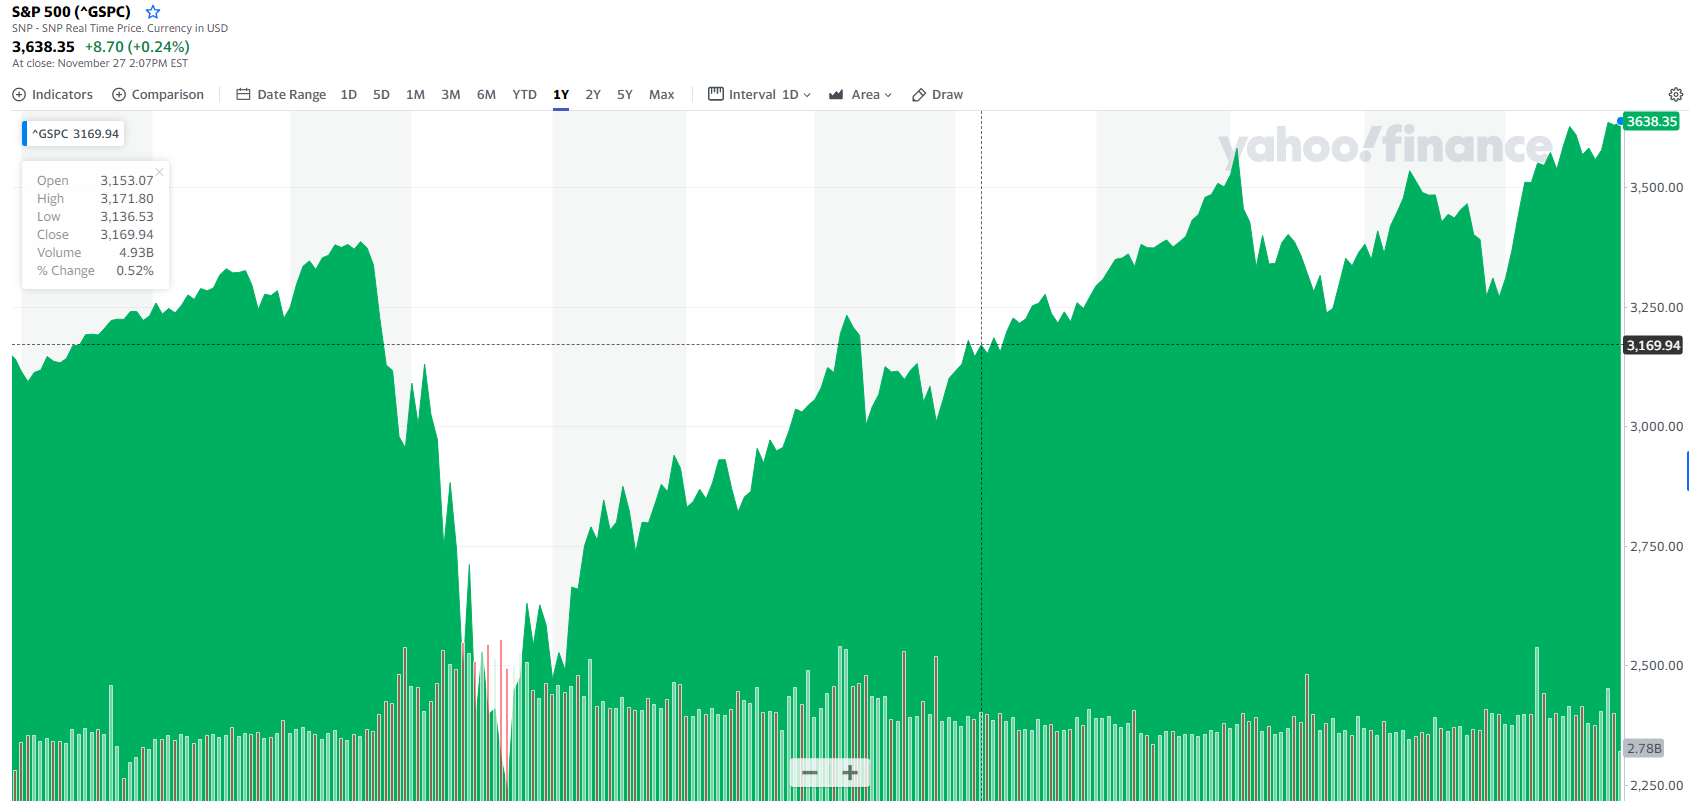 S&P 500 (^GSPC)
SNP - SNP Real Time Price. Currency in USD
3,638.35 +8.70 (+0.24%)
At close: November 27 2:07PM EST
Indicators Comparison Date Range 1D 5D 1M 3M 6M YTD 1Y 2Y 5Y Max Interval 1D Area Draw
^GSPC 3169.94
Open 3,153.07
High 3,171.80
Low 3,136.53
Close 3,169.94
Volume 4.93B
% Change 0.52%
yahoo!finance
3638.35
3,500.00
3,250.00
3,169.94
3,000.00
2,750.00
2,500.00
2.78B
2,250.00